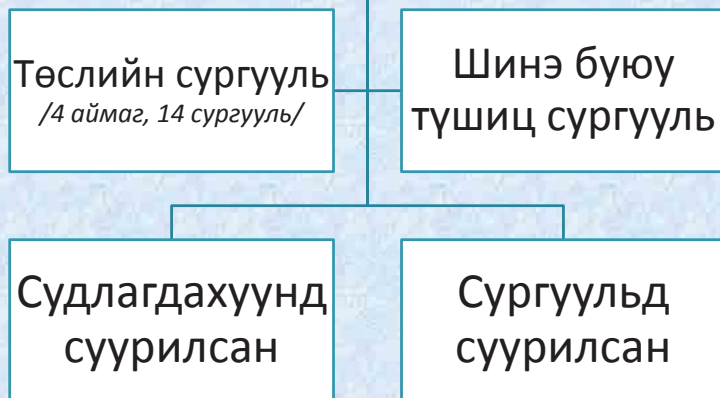 Төслийн сургууль
/4 аймаг, 14 сургууль/
Шинэ буюу
түшиц сургууль
Судлагдахуунд
суурилсан
Сургуульд
суурилсан